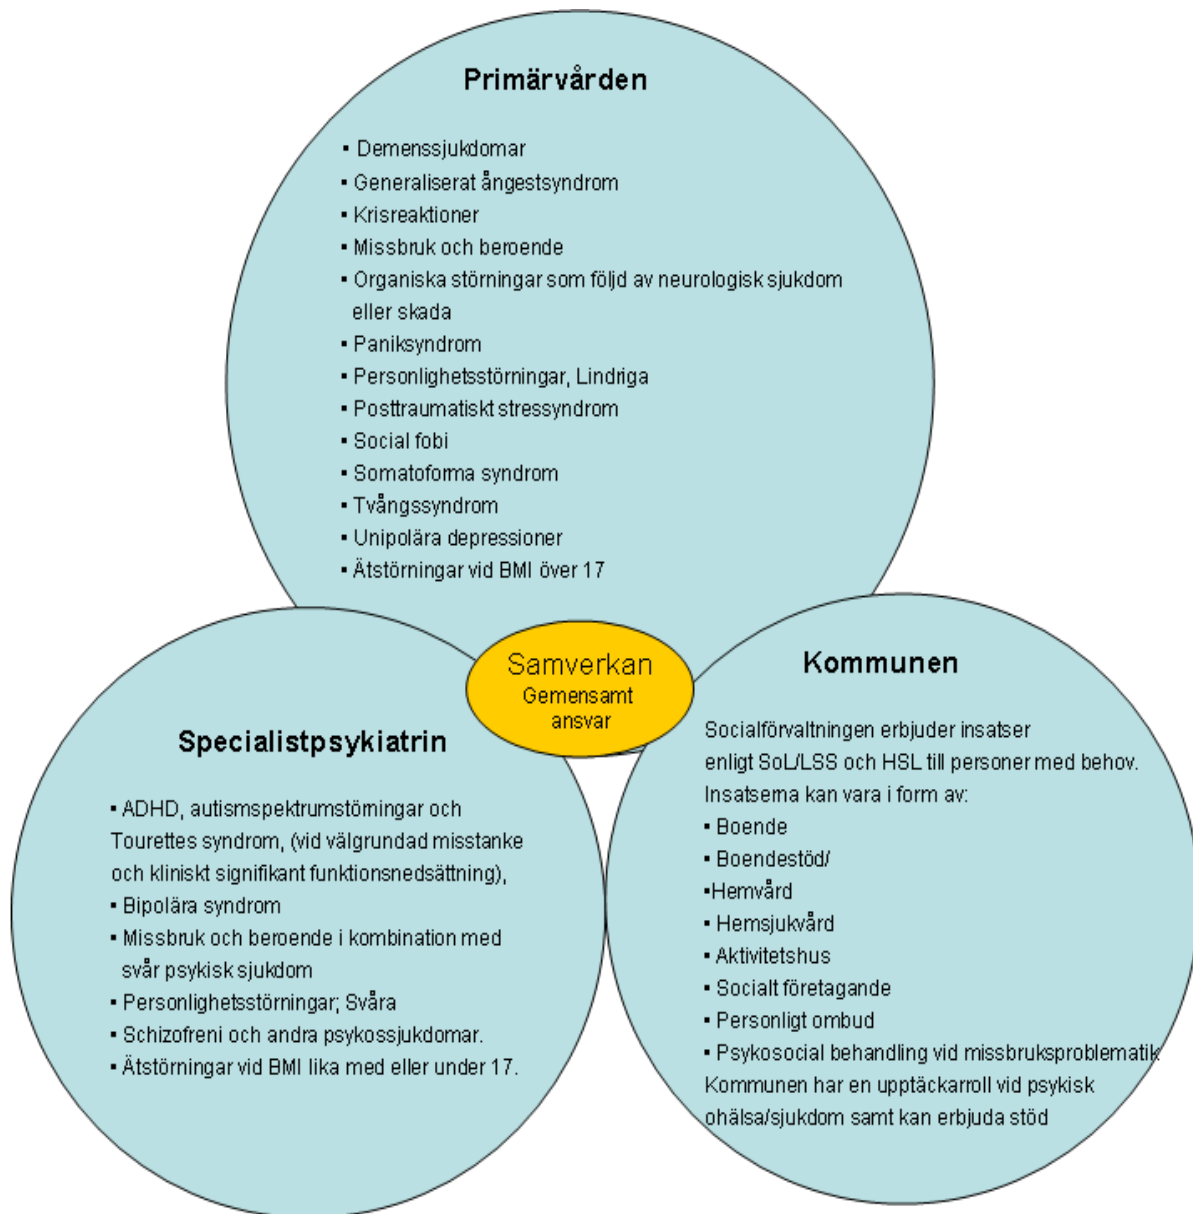 Primärvården
▪ Demenssjukdomar
▪ Generaliserat ångestsyndrom
▪ Krisreaktioner
▪ Missbruk och beroende
▪ Organiska störningar som följd av neurologisk sjukdom
eller skada
▪ Paniksyndrom
▪ Personlighetsstörningar, Lindriga
▪ Posttraumatiskt stressyndrom
▪ Social fobi
▪ Somatoforma syndrom
▪ Tvångssyndrom
▪ Unipolära depressioner
▪ Ätstörningar vid BMI över 17
Samverkan
Gemensamt
ansvar
Specialistpsykiatrin
▪ ADHD, autismspektrumstörningar och
Tourettes syndrom, (vid välgrundad misstanke
och kliniskt signifikant funktionsnedsättning),
▪ Bipolära syndrom
▪ Missbruk och beroende i kombination med
svår psykisk sjukdom
▪ Personlighetsstörningar; Svåra
▪ Schizofreni och andra psykossjukdomar.
▪ Ätstörningar vid BMI lika med eller under 17.
Kommunen
Socialförvaltningen erbjuder insatser
enligt SoL/LSS och HSL till personer med behov.
Insatserna kan vara i form av:
▪ Boende
▪ Boendestöd/
▪Hemvård
▪ Hemsjukvård
▪ Aktivitetshus
▪ Socialt företagande
▪ Personligt ombud
▪ Psykosocial behandling vid missbruksproblematik
Kommunen har en upptäckarroll vid psykisk
ohälsa/sjukdom samt kan erbjuda stöd